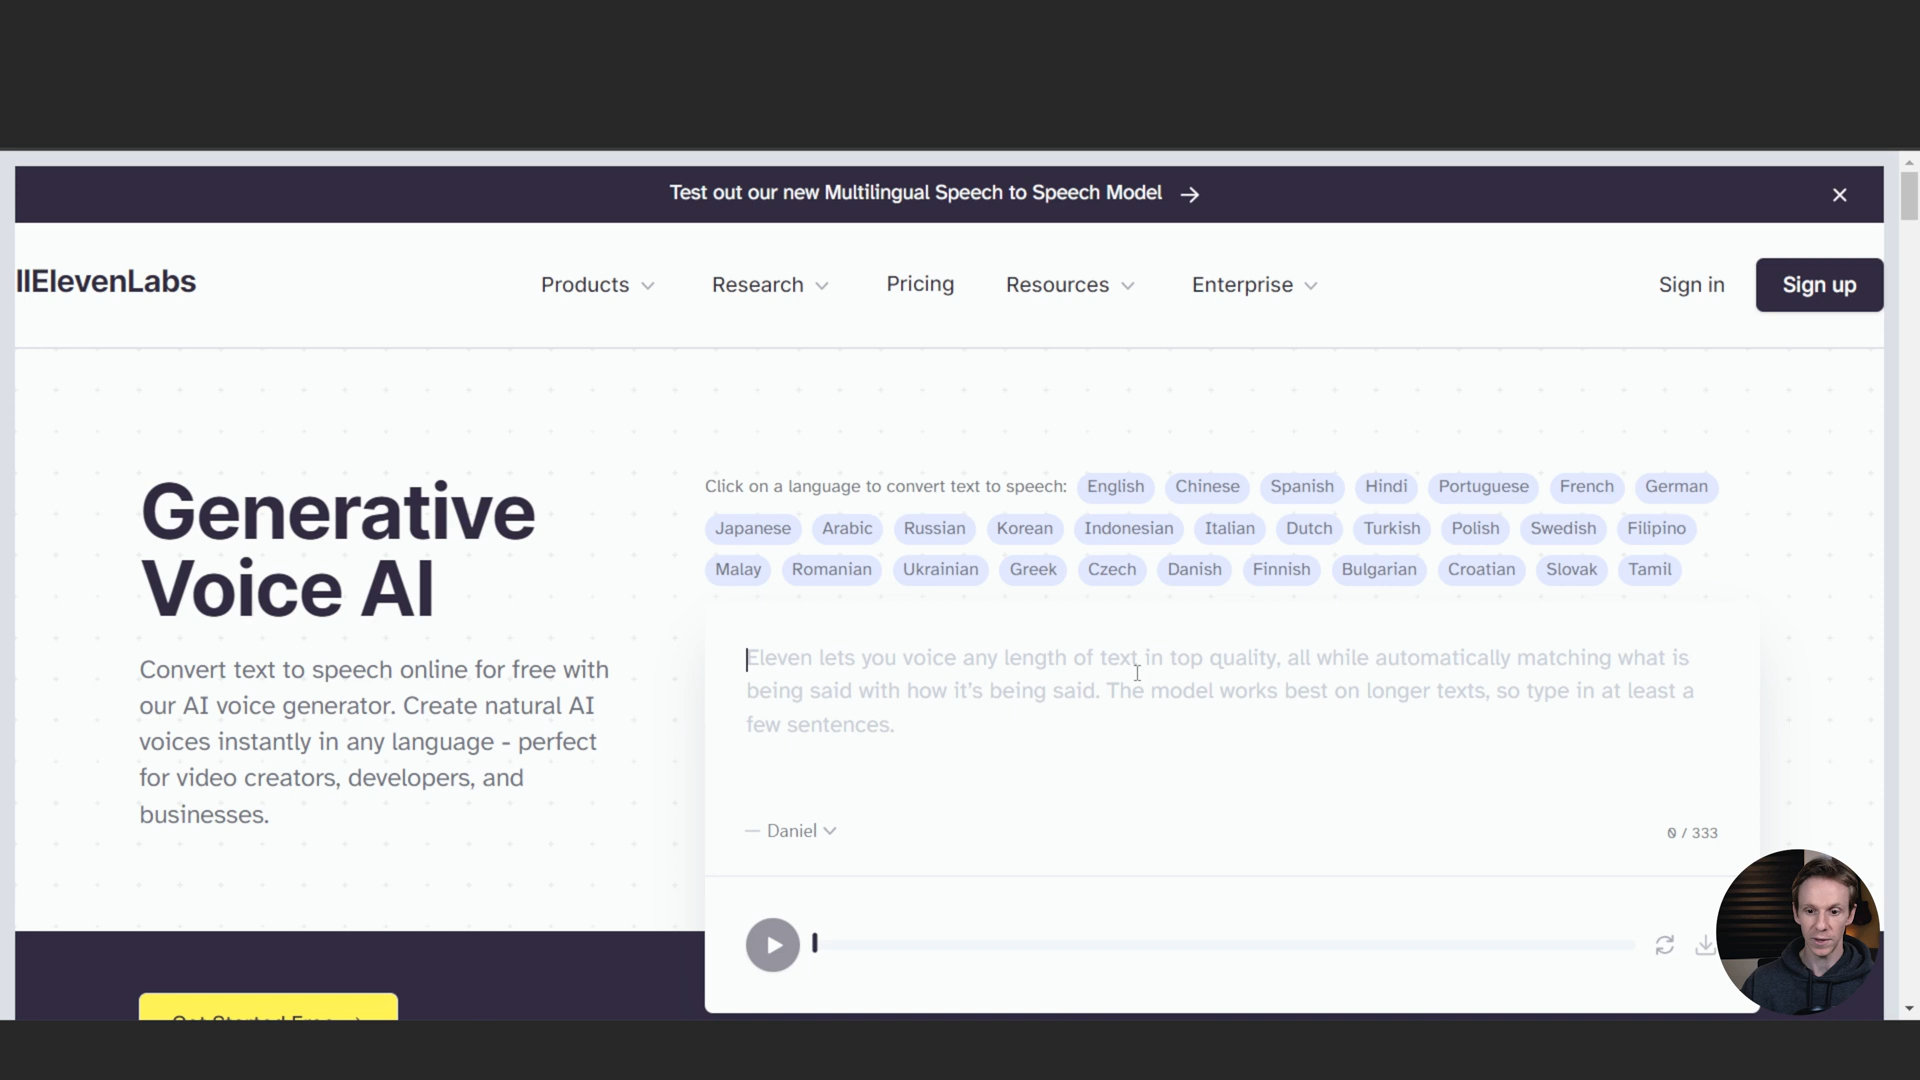 Test out our new Multilingual Speech to Speech Model →
IIElevenLabs
Products
Research
Pricing
Resources
Enterprise
Sign in
Sign up
Generative
Voice AI
Convert text to speech online for free with
our AI voice generator. Create natural AI
voices instantly in any language - perfect
for video creators, developers, and
businesses.
Click on a language to convert text to speech: English Chinese Spanish Hindi Portuguese French German
Japanese Arabic Russian Korean Indonesian Italian Dutch Turkish Polish Swedish Filipino
Malay Romanian Ukrainian Greek Czech Danish Finnish Bulgarian Croatian Slovak Tamil
Eleven lets you voice any length of text in top quality, all while automatically matching what is
being said with how it’s being said. The model works best on longer texts, so type in at least a
few sentences.
— Daniel
0 / 333
Get Started Free →